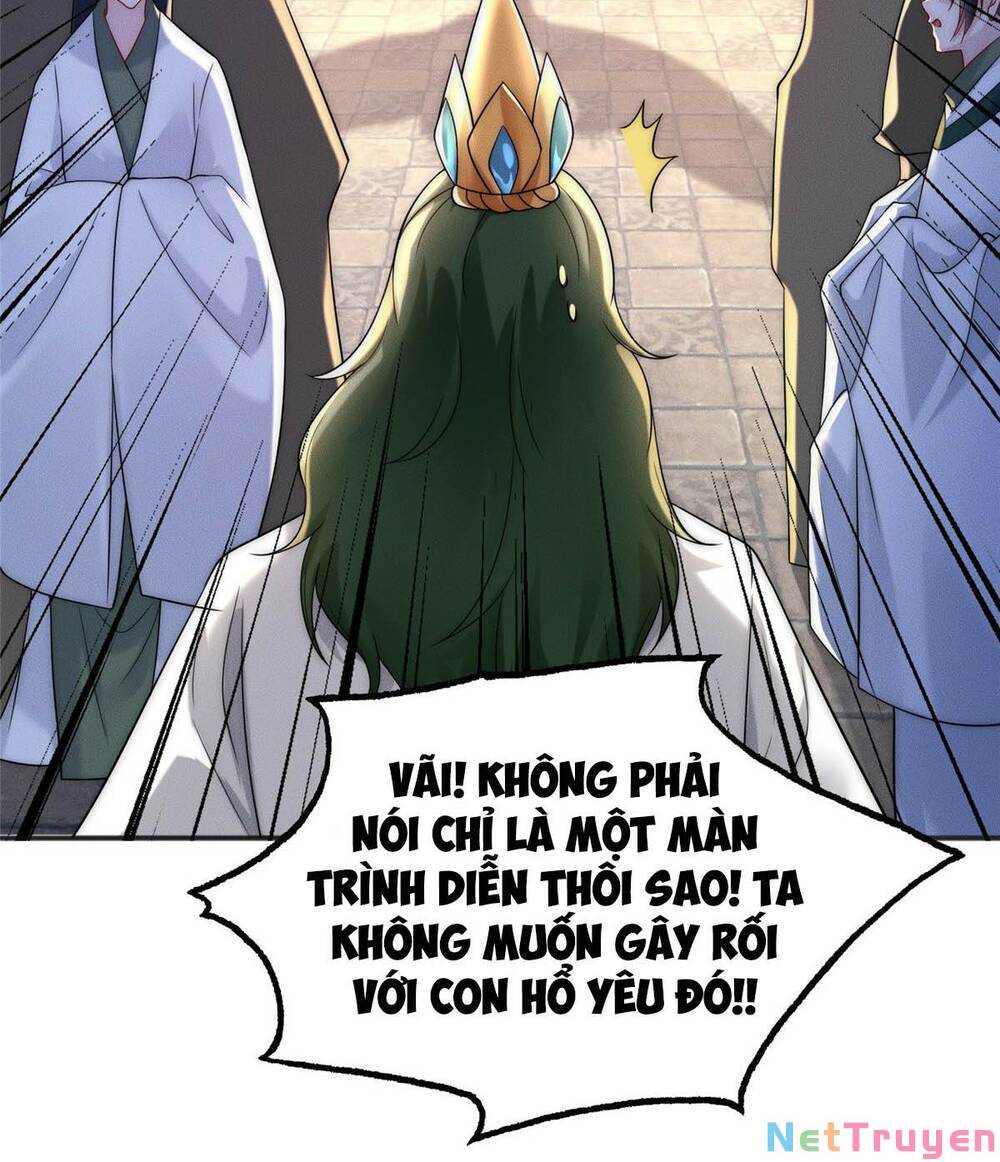 VÃI! KHÔNG PHẢI
NÓI CHỈ LÀ MỘT MÀN
TRÌNH DIỄN THÔI SAO! TA
KHÔNG MUỐN GÂY RỐI
VỚI CON HỔ YÊU ĐÓ!!
NetTruyen